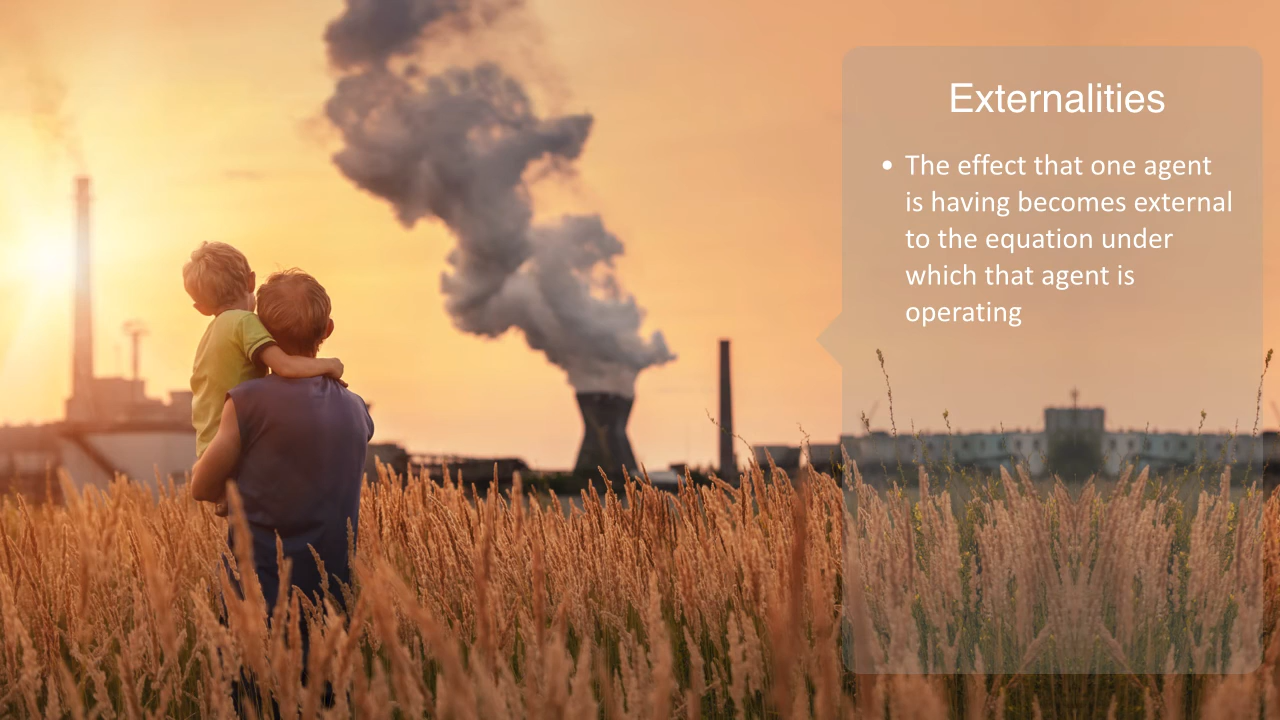 Externalities
• The effect that one agent
is having becomes external
to the equation under
which that agent is
operating